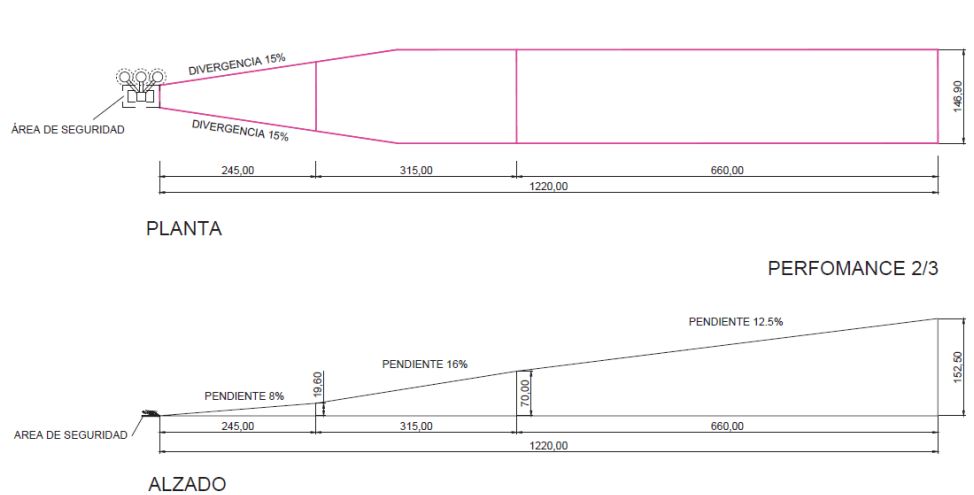 DIVERGENCIA 15%
ÁREA DE SEGURIDAD
DIVERGENCIA 15%
146,90
245,00
315,00
660,00
1220,00
PLANTA
PERFOMANCE 2/3
PENDIENTE 12.5%
PENDIENTE 16%
PENDIENTE 8%
19,60
70,00
152,50
AREA DE SEGURIDAD
245,00
315,00
660,00
1220,00
ALZADO